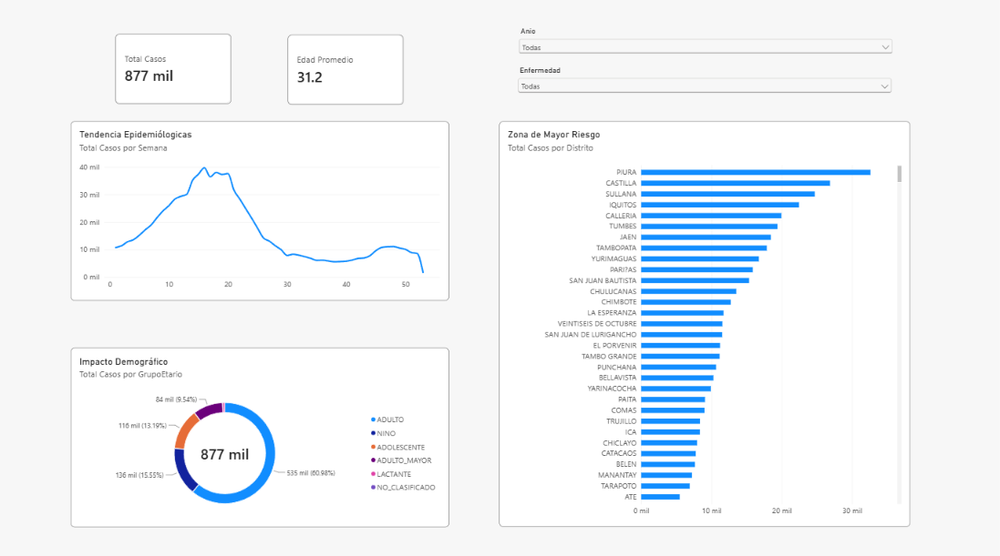 Total Casos
877 mil
Edad Promedio
31.2
Anio
Todas
Enfermedad
Todas
Tendencia Epidemiólogicas
Total Casos por Semana
40 mil
30 mil
20 mil
10 mil
0 mil
0
10
20
30
40
50
Impacto Demográfico
Total Casos por GrupoEtario
84 mil (9.54%)
116 mil (13.19%)
136 mil (15.55%)
535 mil (60.98%)
877 mil
ADULTO
NINO
ADOLESCENTE
ADULTO_MAYOR
LACTANTE
NO_CLASIFICADO
Zona de Mayor Riesgo
Total Casos por Distrito
PIURA
CASTILLA
SULLANA
IQUITOS
CALLERIA
TUMBES
JAEN
TAMBOPATA
YURIMAGUAS
PARI?AS
SAN JUAN BAUTISTA
CHULUCANAS
CHIMBOTE
LA ESPERANZA
VEINTISEIS DE OCTUBRE
SAN JUAN DE LURIGANCHO
EL PORVENIR
TAMBO GRANDE
PUNCHANA
BELLAVISTA
YARINACOCHA
PAITA
COMAS
TRUJILLO
ICA
CHICLAYO
CATACAOS
BELEN
MANANTAY
TARAPOTO
ATE
0 mil
10 mil
20 mil
30 mil